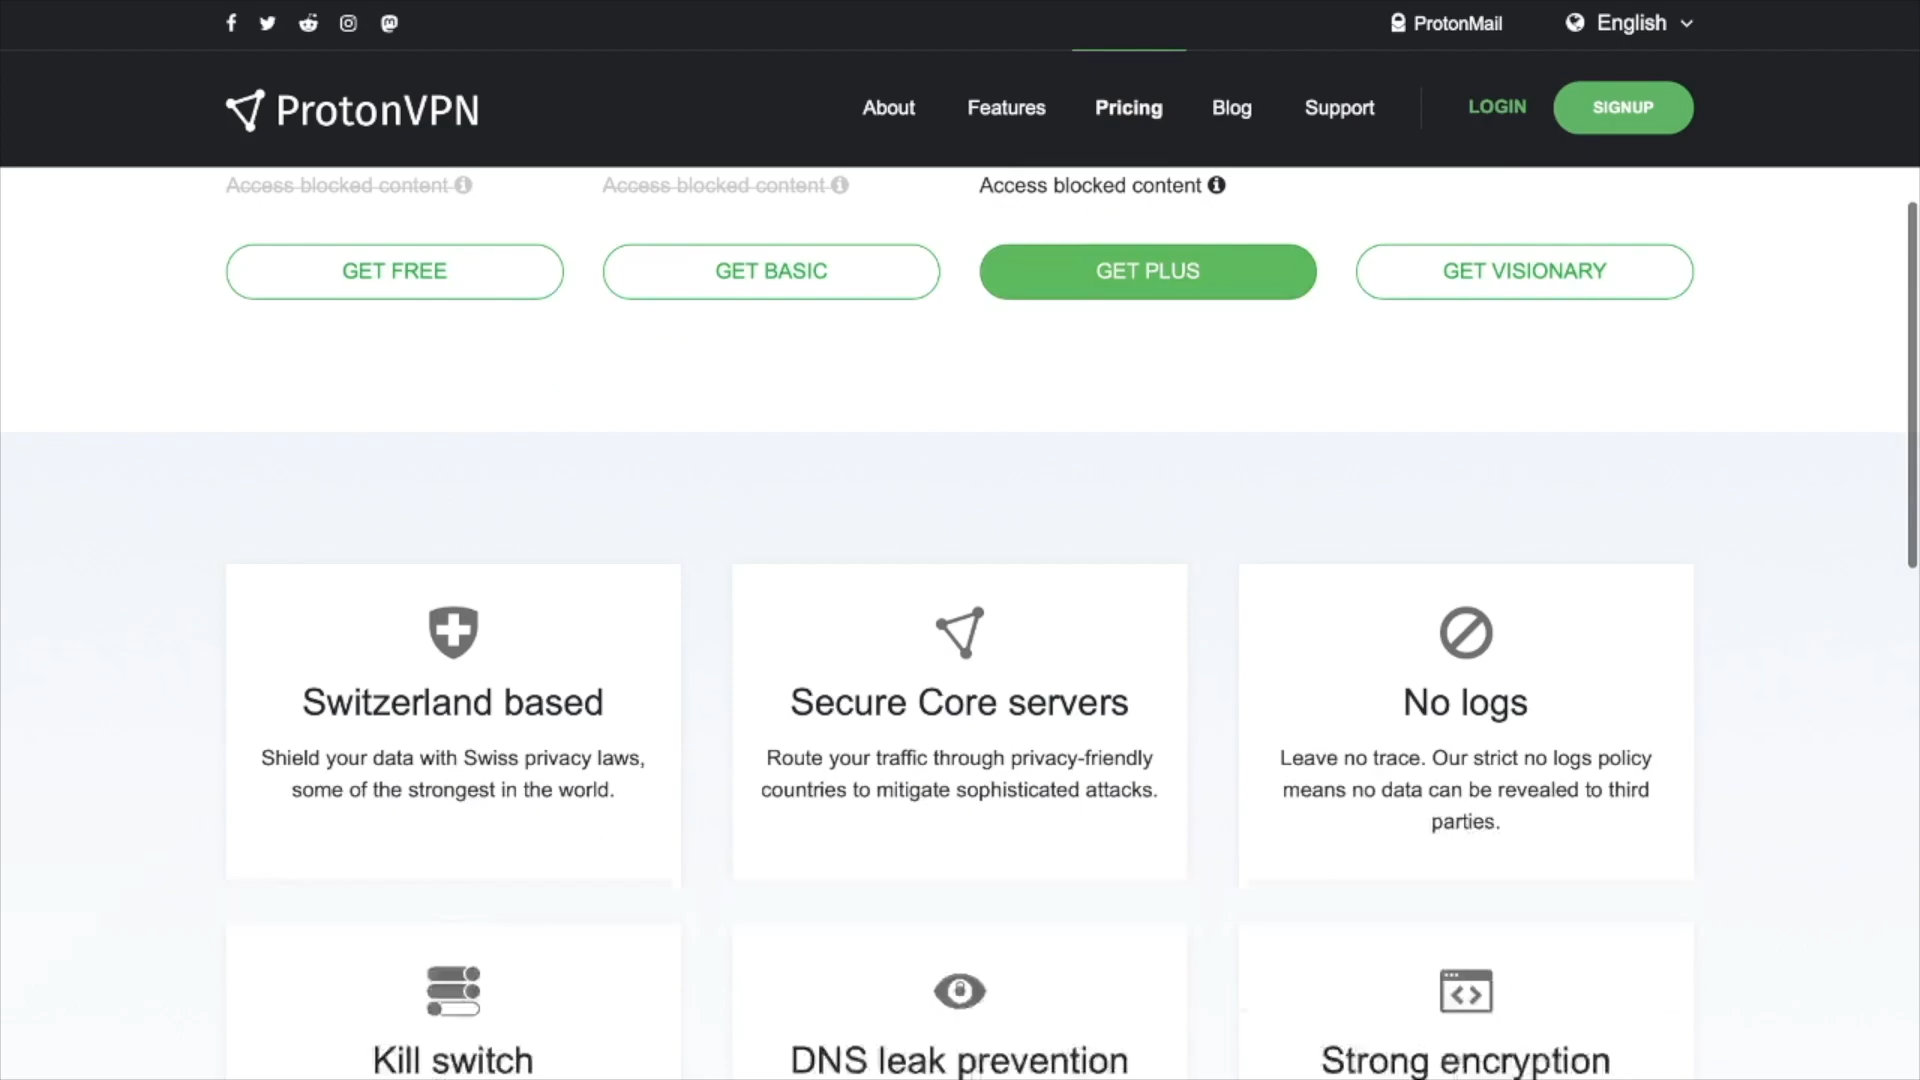 ProtonMail English
ProtonVPN About Features Pricing Blog Support LOGIN SIGNUP
Access blocked content Access blocked content Access blocked content
GET FREE GET BASIC GET PLUS GET VISIONARY
Switzerland based
Shield your data with Swiss privacy laws,
some of the strongest in the world.
Secure Core servers
Route your traffic through privacy-friendly
countries to mitigate sophisticated attacks.
No logs
Leave no trace. Our strict no logs policy
means no data can be revealed to third
parties.
Kill switch
DNS leak prevention
Strong encryption